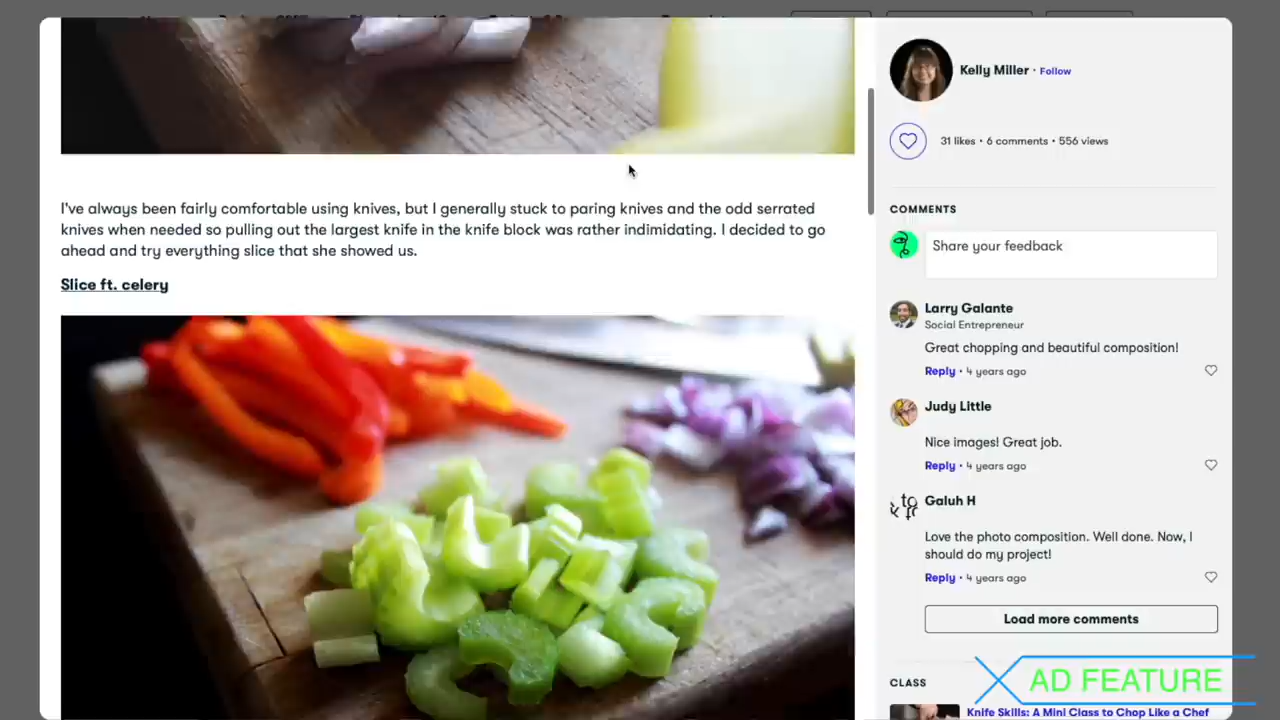 I've always been fairly comfortable using knives, but I generally stuck to paring knives and the odd serrated
knives when needed so pulling out the largest knife in the knife block was rather indimidating. I decided to go
ahead and try everything slice that she showed us.
Slice ft. celery
Kelly Miller · Follow
31 likes • 6 comments • 556 views
COMMENTS
Share your feedback
Larry Galante
Social Entrepreneur
Great chopping and beautiful composition!
Reply • 4 years ago
Judy Little
Nice images! Great job.
Reply • 4 years ago
Galuh H
Love the photo composition. Well done. Now, I
should do my project!
Reply • 4 years ago
Load more comments
CLASS
Knife Skills: A Mini Class to Chop Like a Chef
AD FEATURE